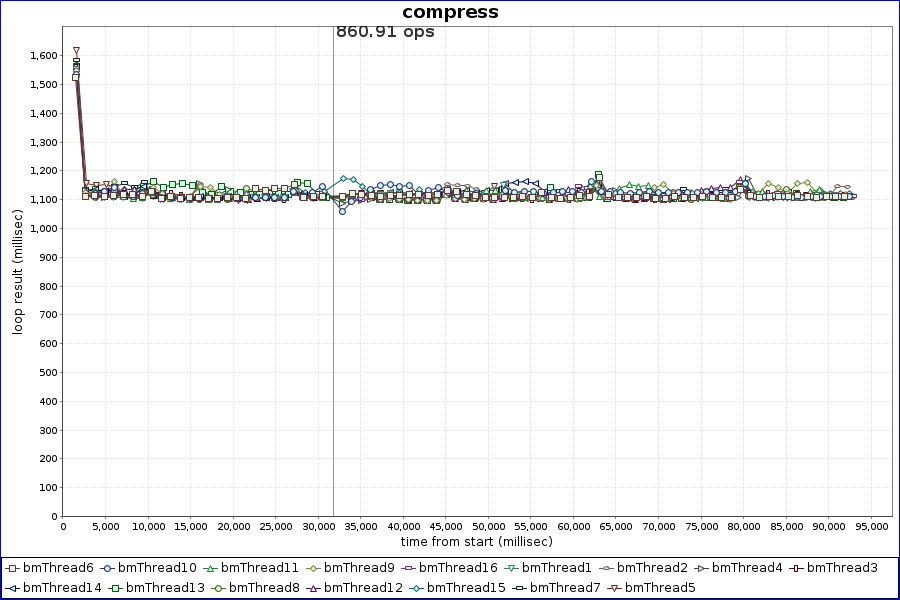 compress
860.91 ops
1,600
1,500
1,400
1,300
1,200
1,100
1,000
900
800
700
600
500
400
300
200
100
0
loop result (millisec)
0 5,000 10,000 15,000 20,000 25,000 30,000 35,000 40,000 45,000 50,000 55,000 60,000 65,000 70,000 75,000 80,000 85,000 90,000 95,000
time from start (millisec)
bmThread6 bmThread10 bmThread11 bmThread9 bmThread16 bmThread1 bmThread2 bmThread4 bmThread3
bmThread14 bmThread13 bmThread8 bmThread12 bmThread15 bmThread7 bmThread5